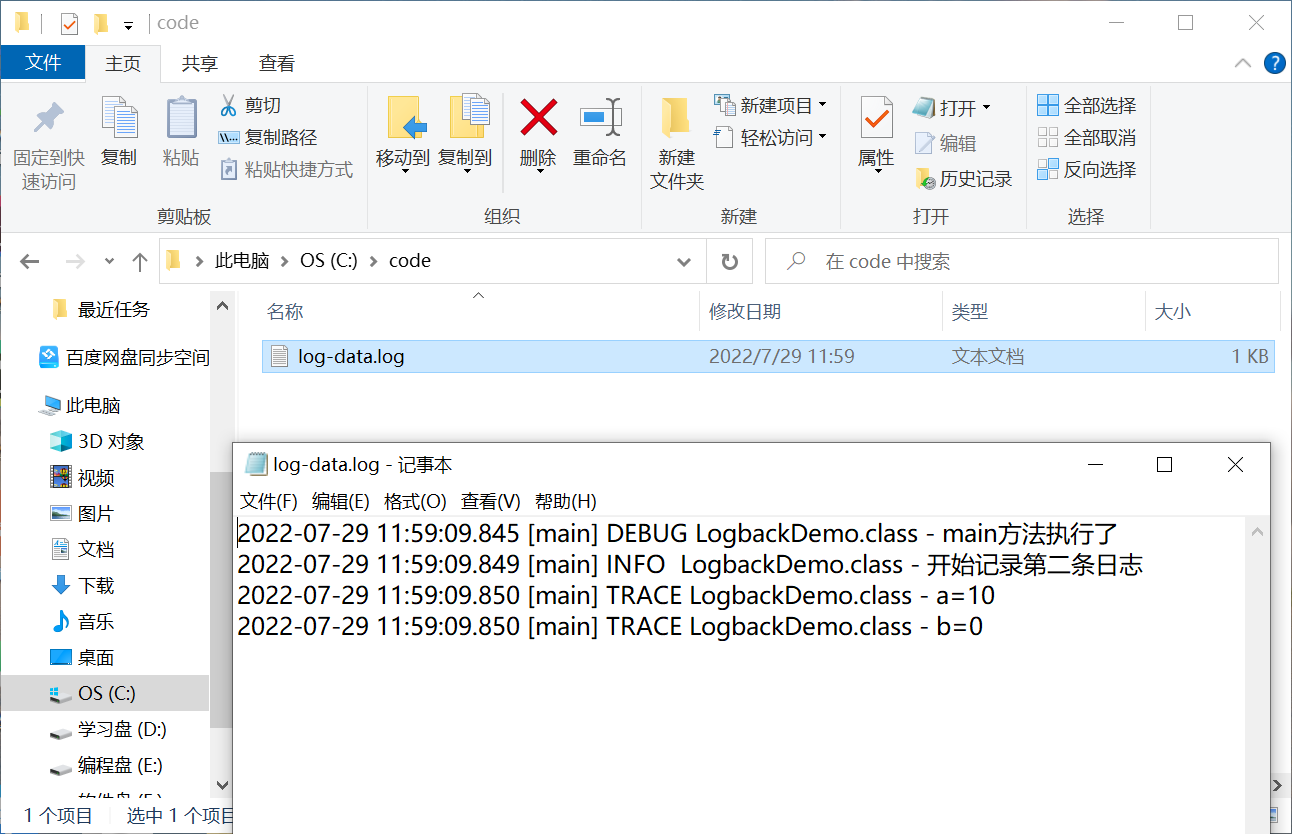 code
文件 主页 共享 查看
固定到快速访问
复制
粘贴
剪切
复制路径
粘贴快捷方式
剪贴板
移动到
复制到
删除
重命名
组织
新建
文件夹
新建项目
轻松访问
新建
属性
打开
编辑
历史记录
打开
全部选择
全部取消
反向选择
选择
此电脑 > OS (C:) > code
在 code 中搜索
最近任务
百度网盘同步空间
此电脑
3D 对象
视频
图片
文档
下载
音乐
桌面
OS (C:)
学习盘 (D:)
编程盘 (E:)
1 个项目 选中 1 个项目
名称 修改日期 类型 大小
log-data.log 2022/7/29 11:59 文本文档 1 KB
log-data.log - 记事本
文件(F) 编辑(E) 格式(O) 查看(V) 帮助(H)
2022-07-29 11:59:09.845 [main] DEBUG LogbackDemo.class - main方法执行了
2022-07-29 11:59:09.849 [main] INFO  LogbackDemo.class - 开始记录第二条日志
2022-07-29 11:59:09.850 [main] TRACE LogbackDemo.class - a=10
2022-07-29 11:59:09.850 [main] TRACE LogbackDemo.class - b=0